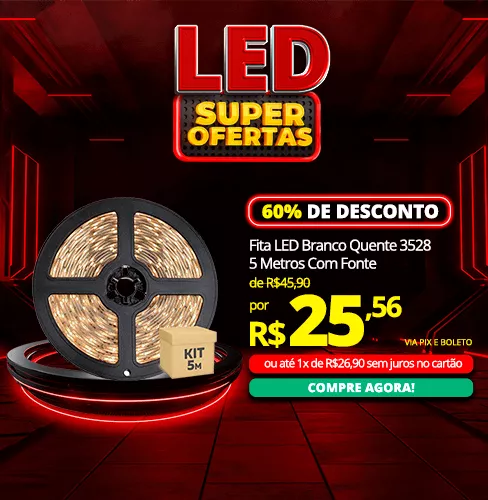 LED
SUPER
OFERTAS
60% DE DESCONTO
Fita LED Branco Quente 3528
5 Metros Com Fonte
de R$45,90
por
R$25,56
VIA PIX E BOLETO
ou até 1x de R$26,90 sem juros no cartão
COMPRE AGORA!
KIT
5M